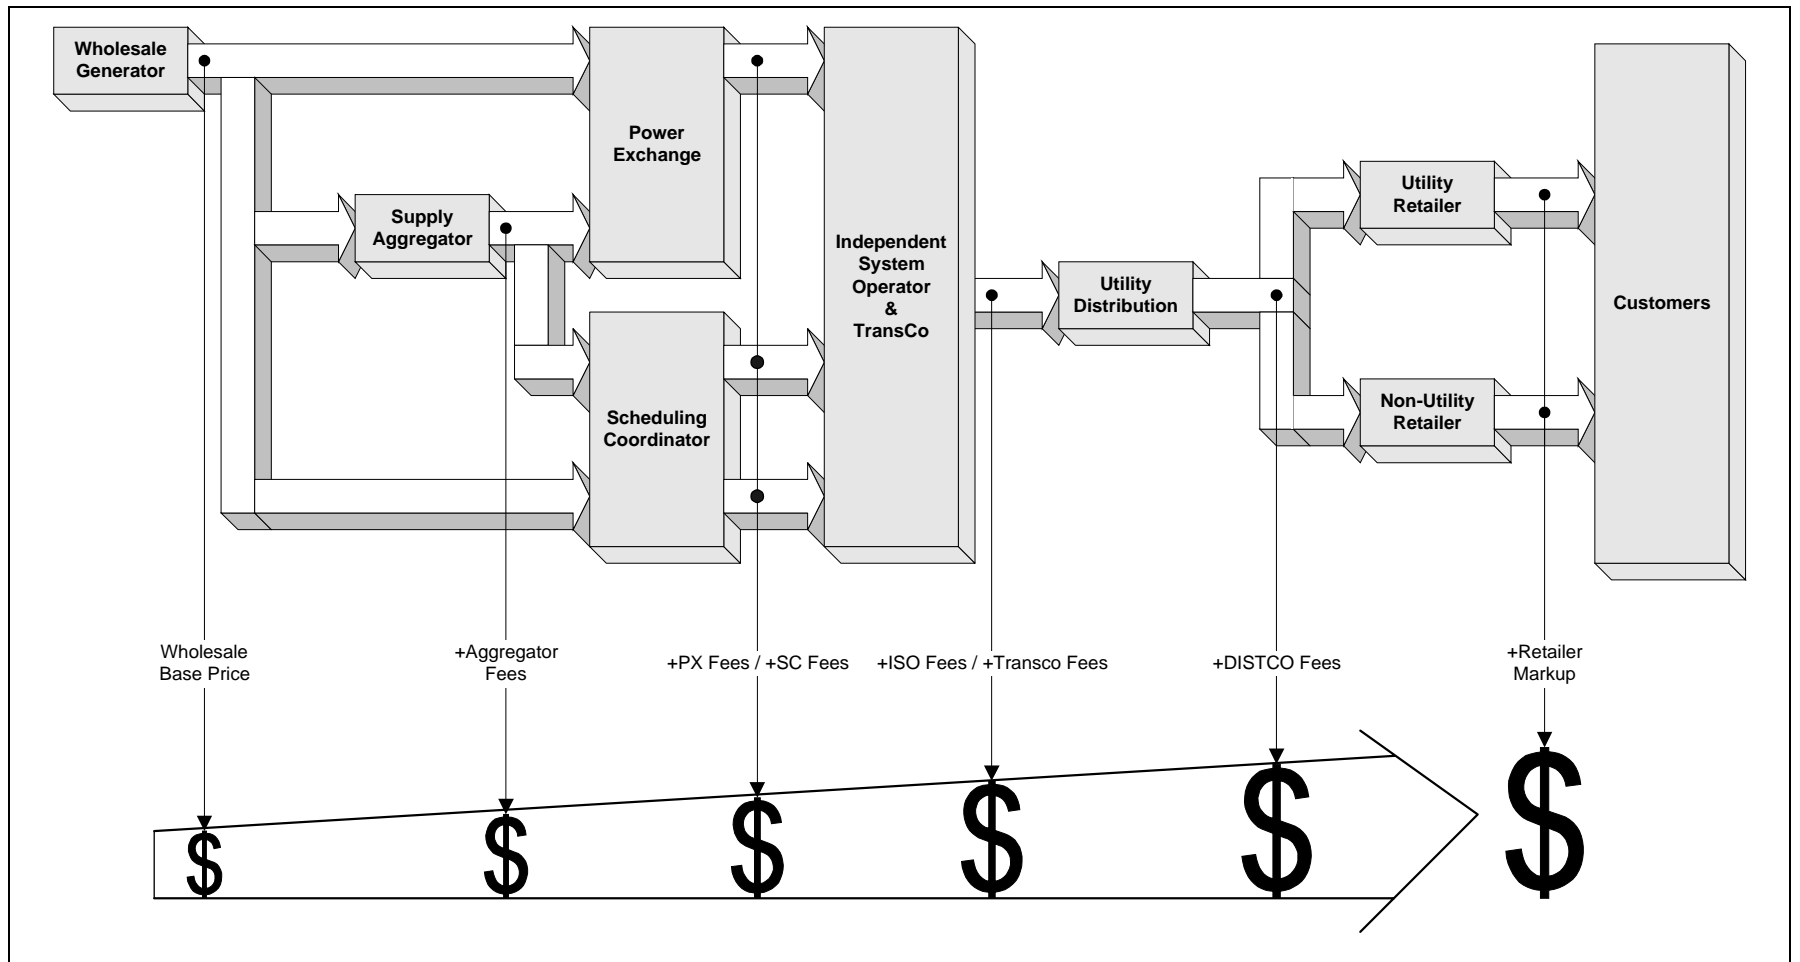 Wholesale
Generator
Power
Exchange
Supply
Aggregator
Independent
System
Operator
&
TransCo
Scheduling
Coordinator
Utility
Distribution
Utility
Retailer
Non-Utility
Retailer
Customers
Wholesale
Base Price
+Aggregator
Fees
+PX Fees / +SC Fees
+ISO Fees / +Transco Fees
+DISTCO Fees
+Retailer
Markup
$ $ $ $ $ $